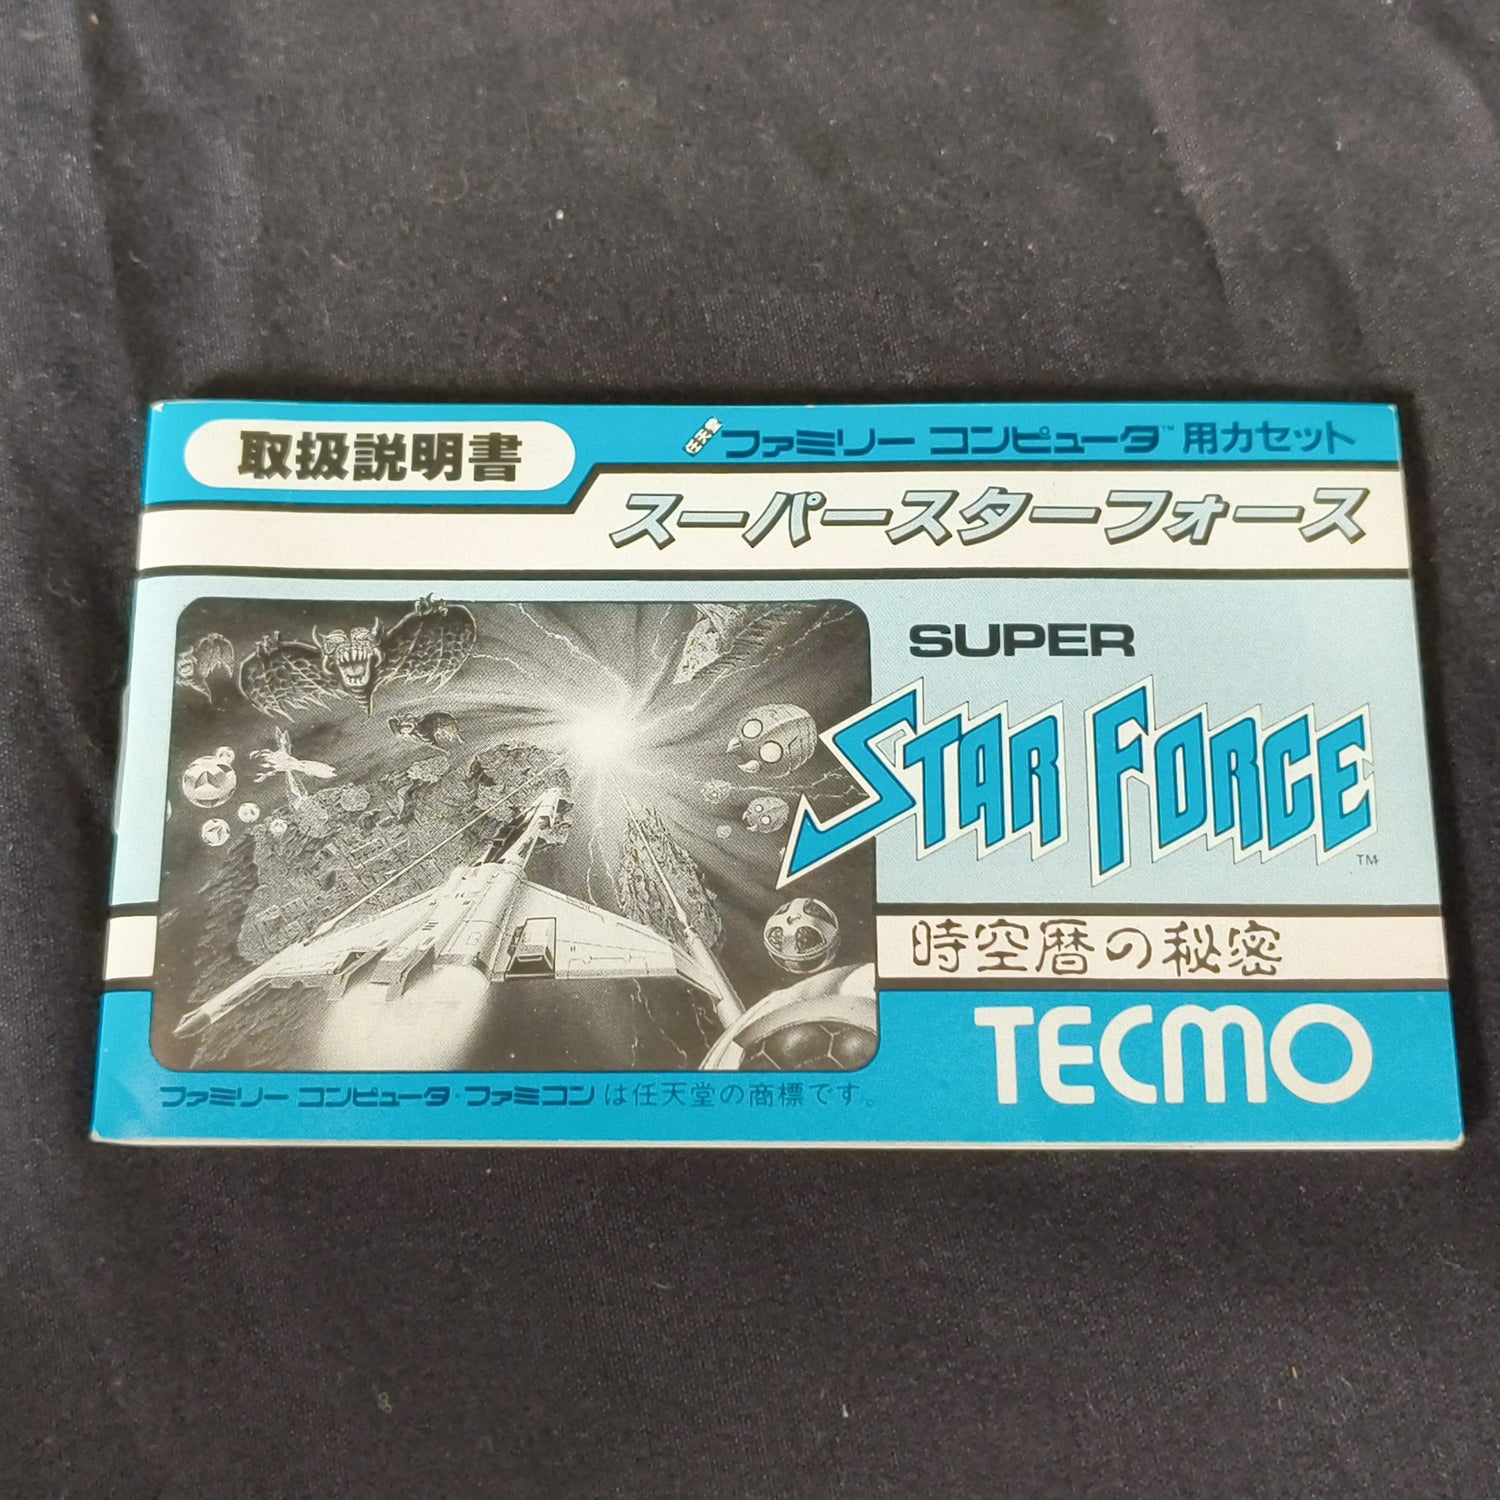 取扱説明書
任天堂 ファミリー コンピュータ™用カセット
スーパースターフォース
SUPER
STAR FORCE™
時空暦の秘密
TECMO
ファミリー コンピュータ・ファミコンは任天堂の商標です。